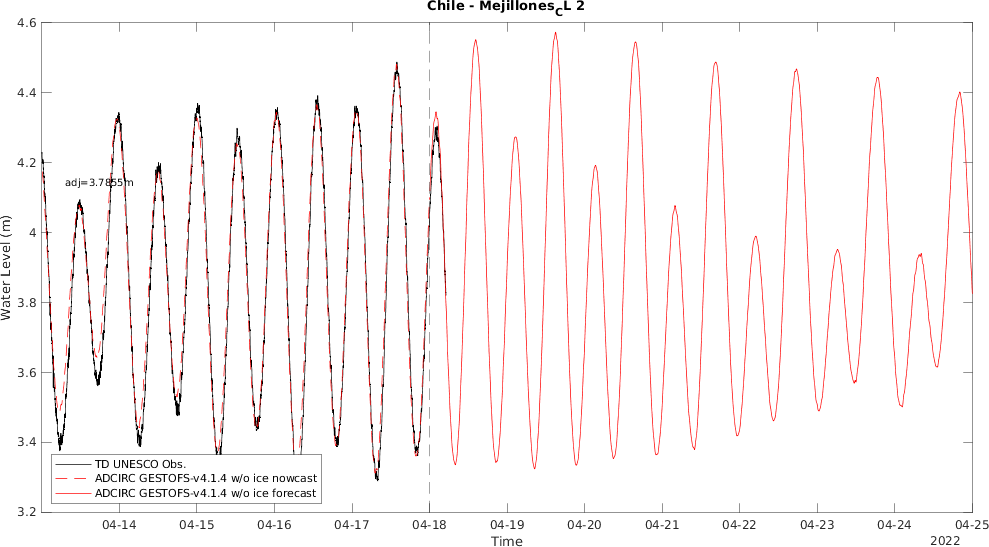 Chile - Mejillones_CL 2
4.6
4.4
4.2
4
3.8
3.6
3.4
3.2
Water Level (m)
adj=3.7855m
TD UNESCO Obs.
ADCIRC GESTOFS-v4.1.4 w/o ice nowcast
ADCIRC GESTOFS-v4.1.4 w/o ice forecast
04-14 04-15 04-16 04-17 04-18 04-19 04-20 04-21 04-22 04-23 04-24 04-25
Time
2022